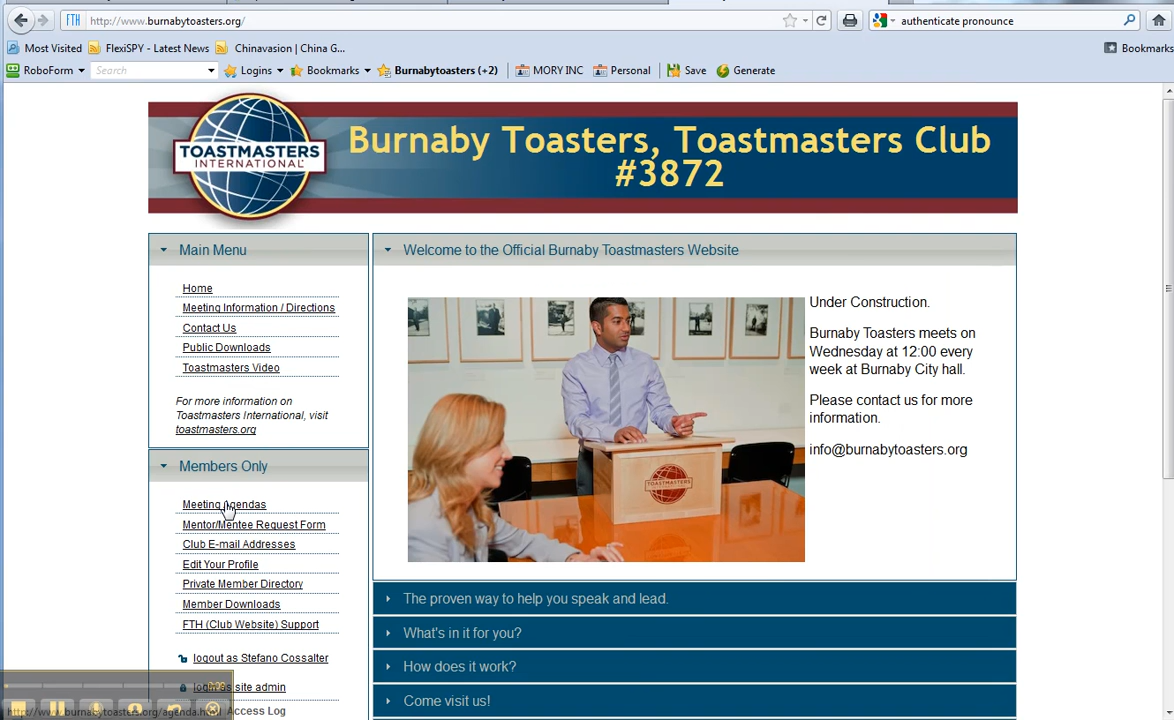 FTH http://www.burnabytoasters.org/
authenticate pronounce
Most Visited FlexiSPY - Latest News Chinavasion | China G...
Bookmarks
RoboForm Search Logins Bookmarks Burnabytoasters (+2) MORY INC Personal Save Generate
TOASTMASTERS
INTERNATIONAL
Burnaby Toasters, Toastmasters Club
#3872
Main Menu
Home
Meeting Information / Directions
Contact Us
Public Downloads
Toastmasters Video
For more information on
Toastmasters International, visit
toastmasters.org
Members Only
Meeting Agendas
Mentor/Mentee Request Form
Club E-mail Addresses
Edit Your Profile
Private Member Directory
Member Downloads
FTH (Club Website) Support
logout as Stefano Cossalter
login as site admin
Access Log
http://www.burnabytoasters.org/agenda.html
Welcome to the Official Burnaby Toastmasters Website
TOASTMASTERS
Under Construction.
Burnaby Toasters meets on
Wednesday at 12:00 every
week at Burnaby City hall.
Please contact us for more
information.
info@burnabytoasters.org
The proven way to help you speak and lead.
What's in it for you?
How does it work?
Come visit us!